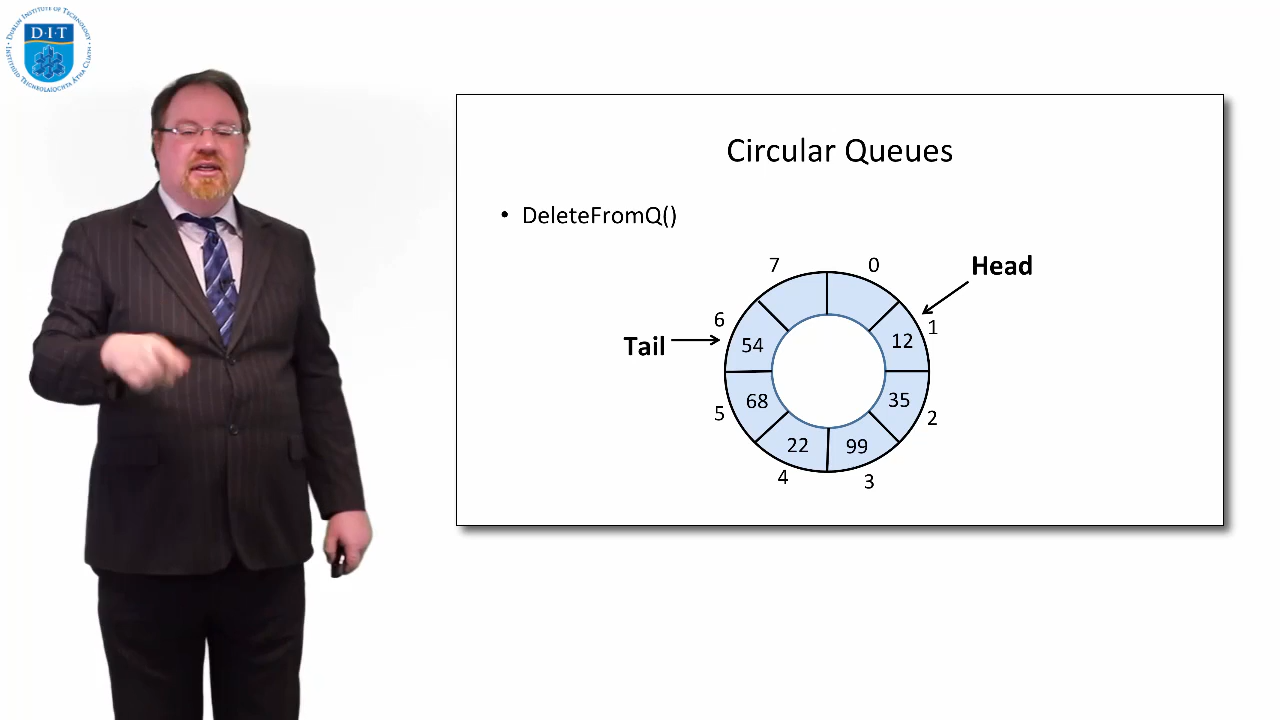 DUBLIN INSTITUTE OF TECHNOLOGY
D·I·T
INSTITIÚID TEICNEOLAÍOCHTA ÁTHA CLIATH
Circular Queues
• DeleteFromQ()
7
0
Head
6
1
Tail
54
12
68
35
5
2
22
99
4
3